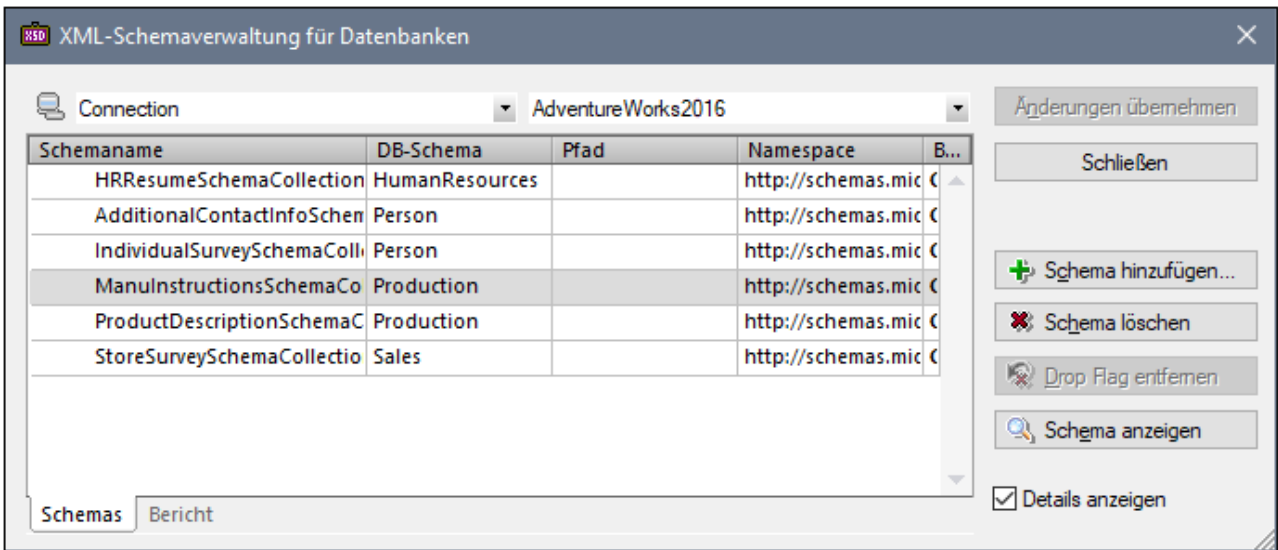 XSD XML-Schemaverwaltung für Datenbanken
Connection AdventureWorks2016 Änderungen übernehmen
Schemaname DB-Schema Pfad Namespace B...
Schließen
HRResumeSchemaCollection HumanResources http://schemas.mic
AdditionalContactInfoSchem Person http://schemas.mic
IndividualSurveySchemaColl Person http://schemas.mic
ManuInstructionsSchemaCo Production http://schemas.mic
Schema hinzufügen...
ProductDescriptionSchemaC Production http://schemas.mic
Schema löschen
StoreSurveySchemaCollectio Sales http://schemas.mic
Drop Flag entfernen
Schema anzeigen
Details anzeigen
Schemas Bericht